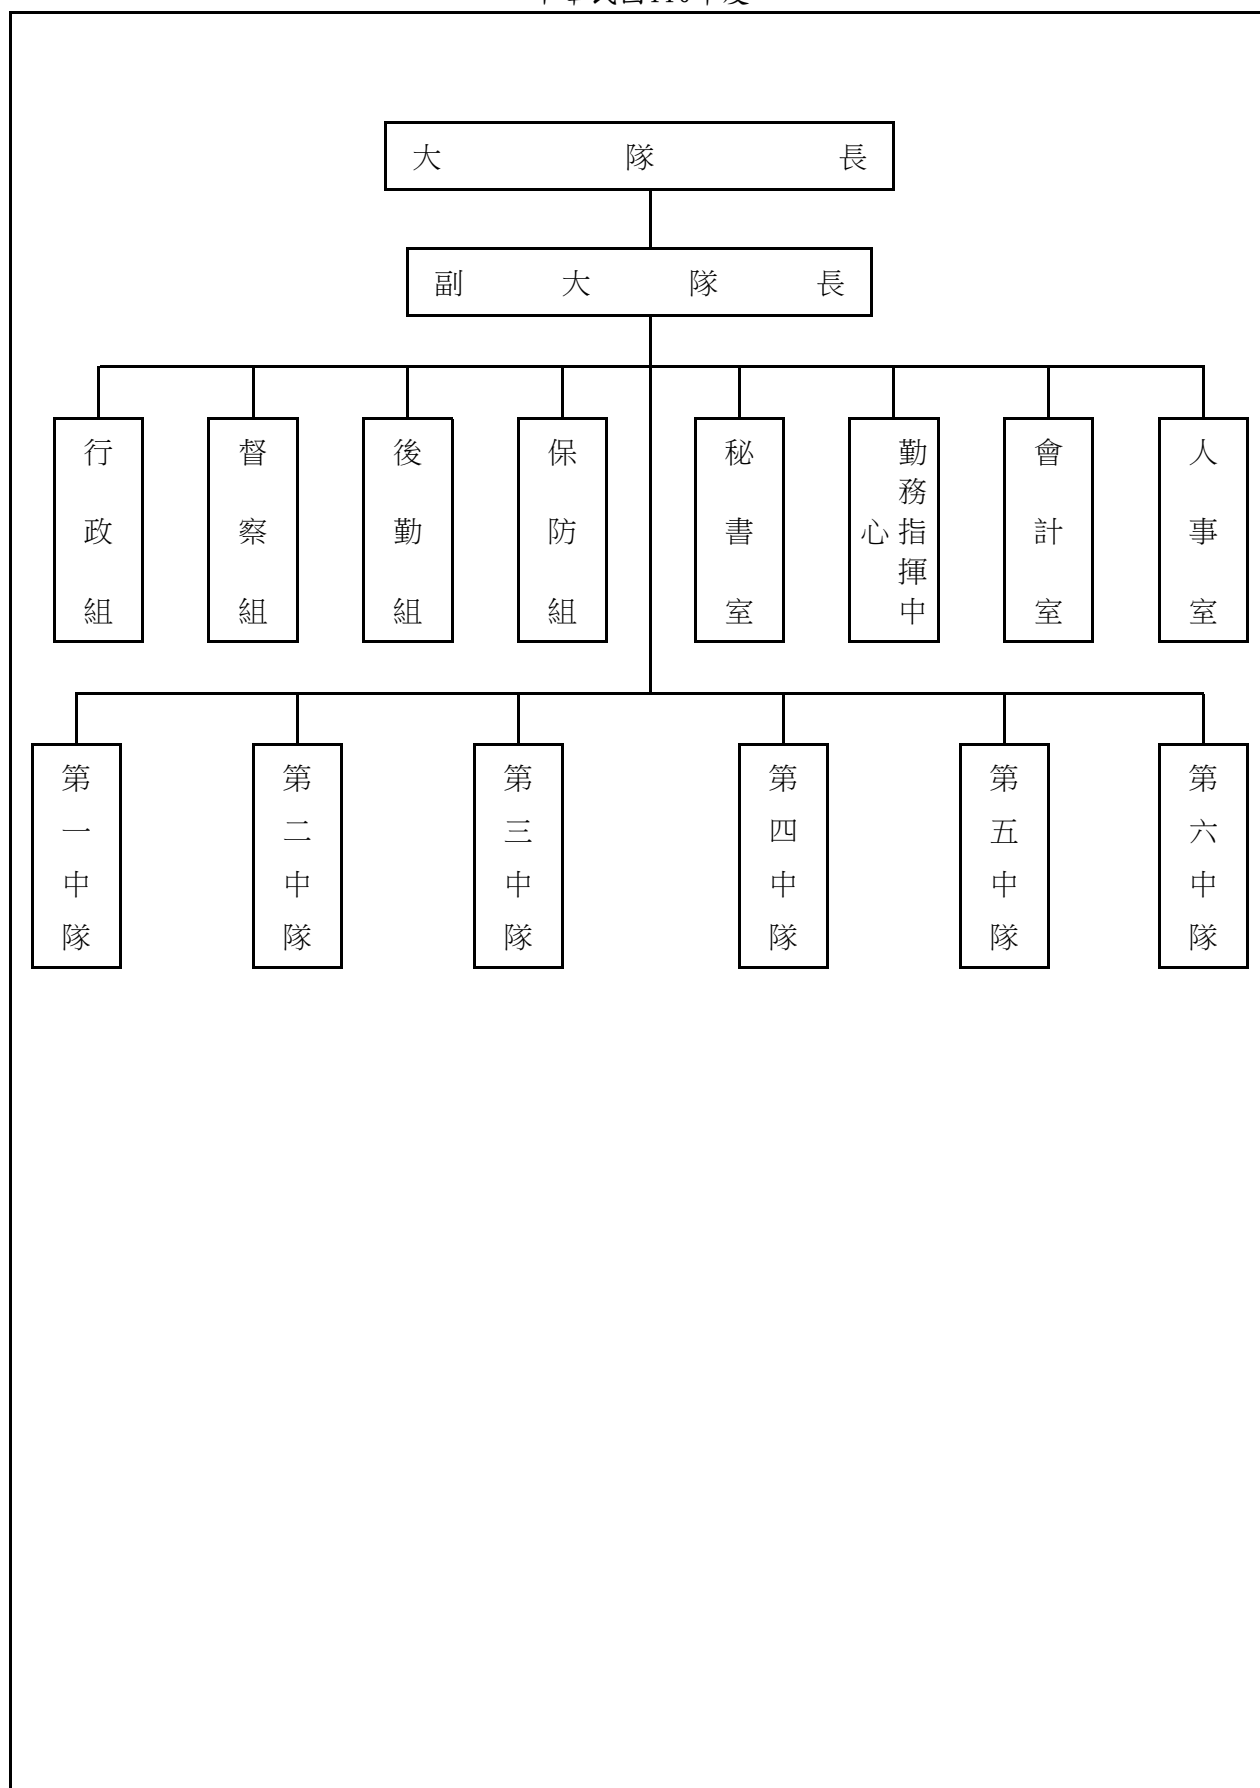 大隊長
副大隊長
行政組
督察組
後勤組
保防組
秘書室
勤務指揮中
心
會計室
人事室
第一中隊
第二中隊
第三中隊
第四中隊
第五中隊
第六中隊